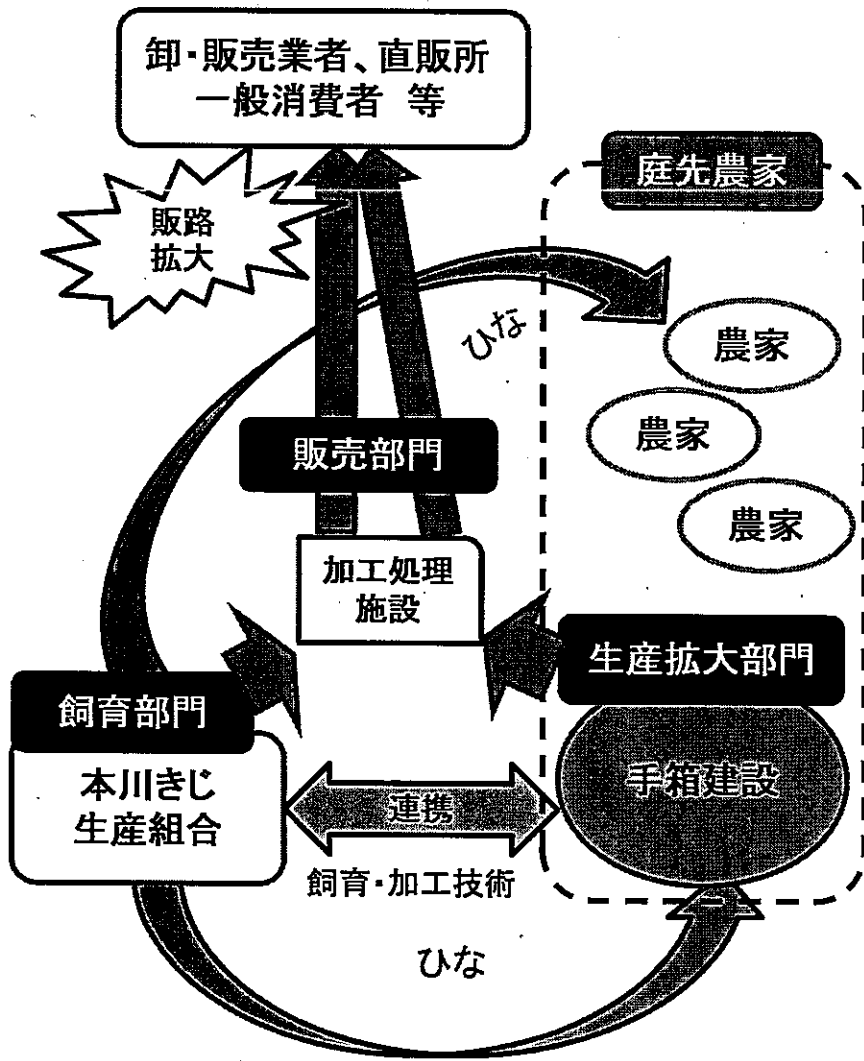 卸・販売業者、直販所
一般消費者 等
庭先農家
販路
拡大
ひな
農家
農家
農家
販売部門
加工処理
施設
生産拡大部門
飼育部門
本川きじ
生産組合
手箱建設
連携
飼育・加工技術
ひな